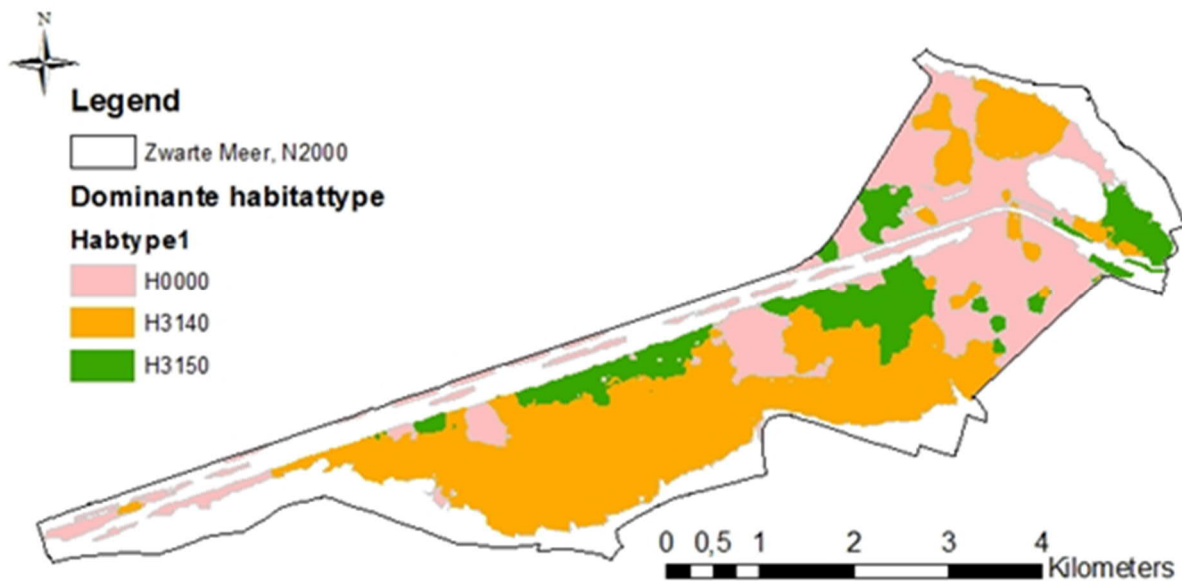 N
Legend
Zwarte Meer, N2000
Dominante habitattype
Habtype1
H0000
H3140
H3150
0 0,5 1 2 3 4
Kilometers